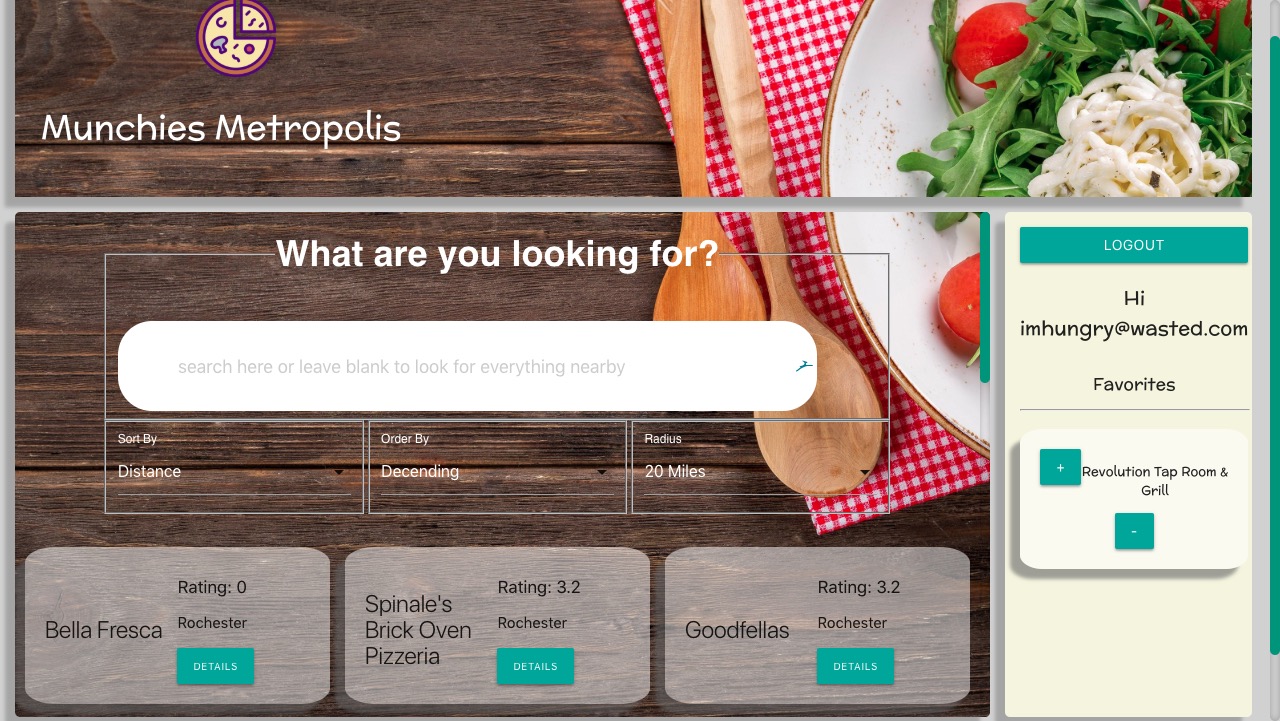 Munchies Metropolis
What are you looking for?
search here or leave blank to look for everything nearby
Sort By
Distance
Order By
Decending
Radius
20 Miles
Bella Fresca
Rating: 0
Rochester
DETAILS
Spinale's
Brick Oven
Pizzeria
Rating: 3.2
Rochester
DETAILS
Goodfellas
Rating: 3.2
Rochester
DETAILS
LOGOUT
Hi
imhungry@wasted.com
Favorites
+
Revolution Tap Room &
Grill
-